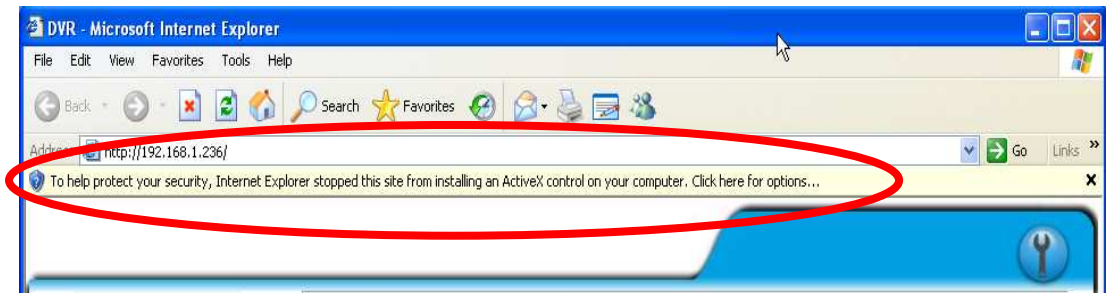 DVR - Microsoft Internet Explorer
File Edit View Favorites Tools Help
Back Search Favorites
Address http://192.168.1.236/ Go Links »
To help protect your security, Internet Explorer stopped this site from installing an ActiveX control on your computer. Click here for options...